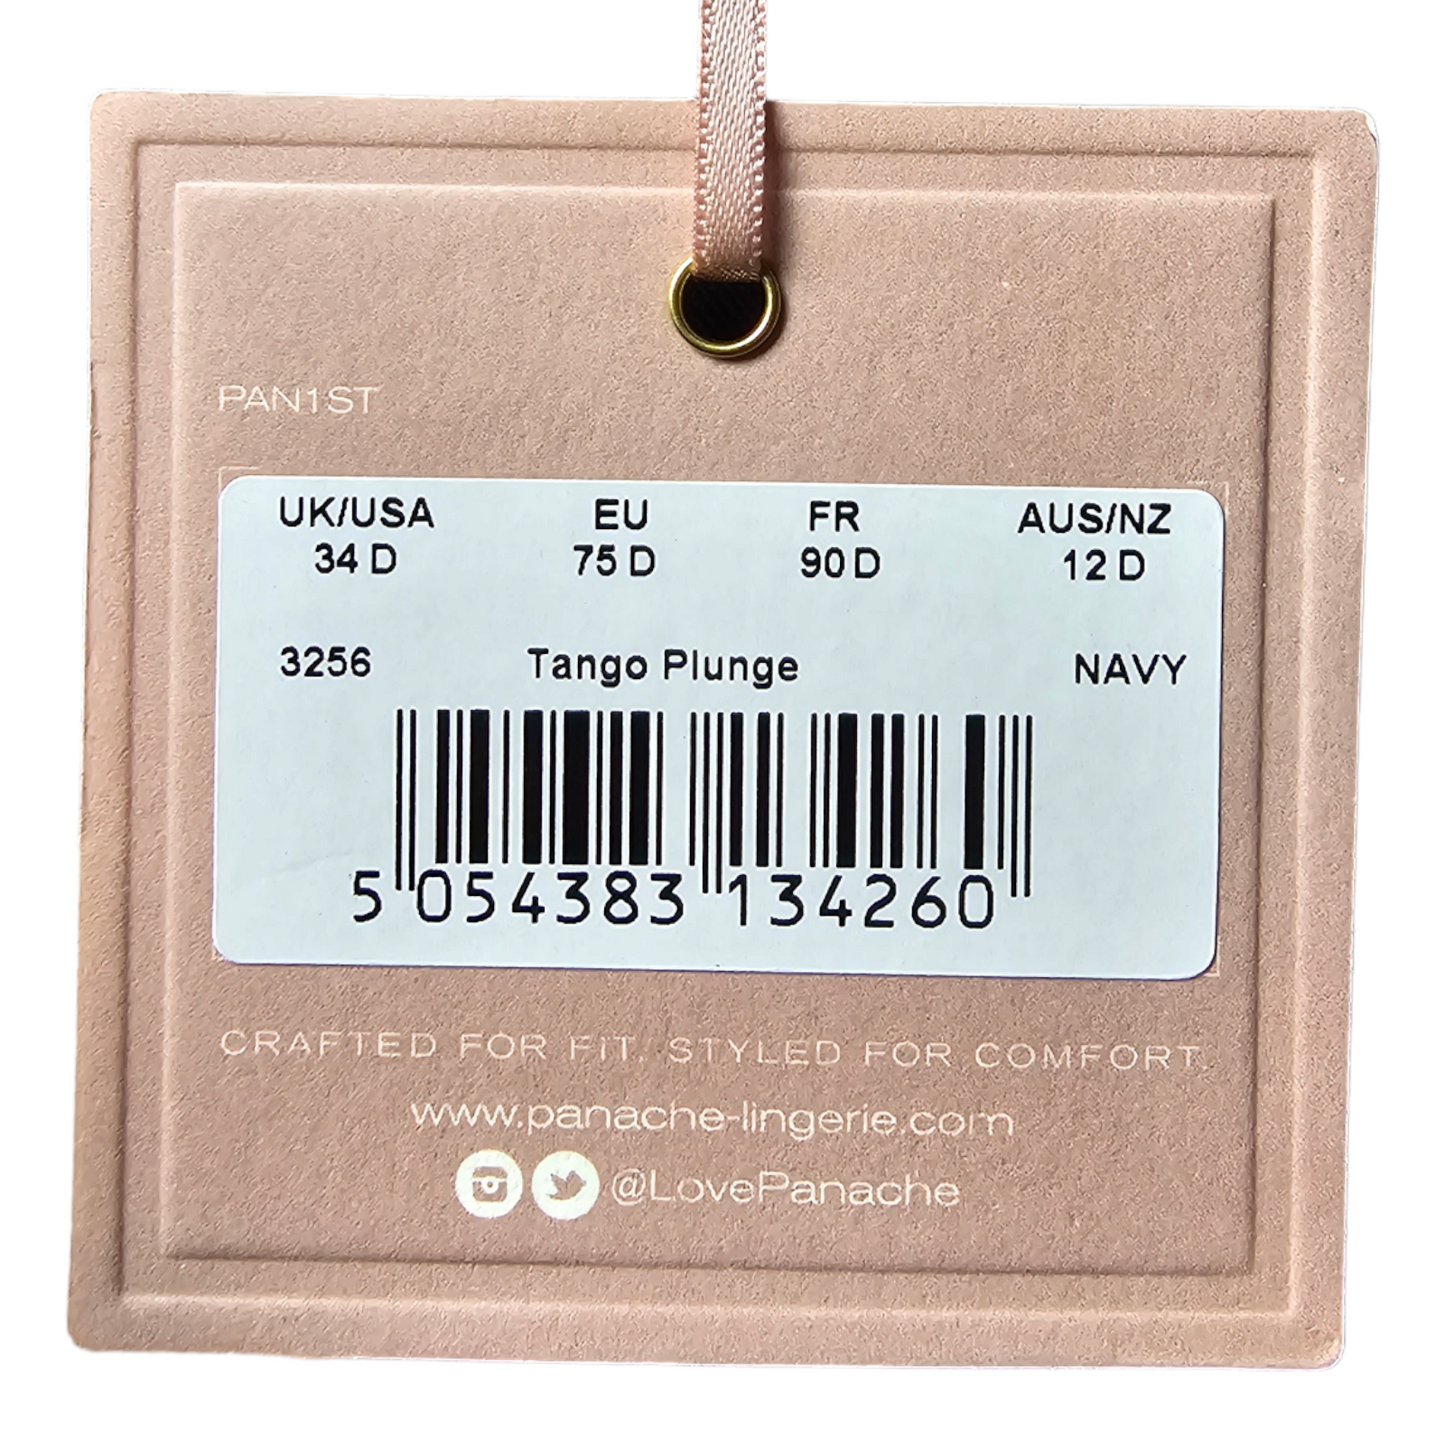 PAN1ST
UK/USA EU FR AUS/NZ
34 D 75 D 90 D 12 D
3256 Tango Plunge NAVY
5 054383 134260
CRAFTED FOR FIT. STYLED FOR COMFORT.
www.panache-lingerie.com
@LovePanache